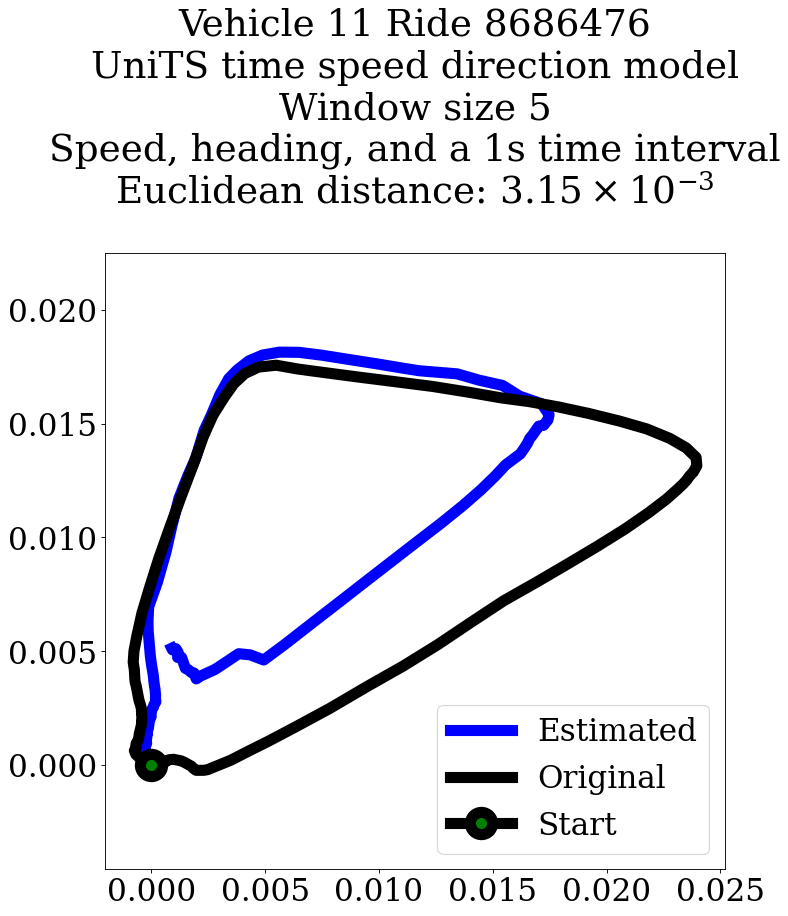 Vehicle 11 Ride 8686476
UniTS time speed direction model
Window size 5
Speed, heading, and a 1s time interval
Euclidean distance: 3.15 × 10⁻³
0.020
0.015
0.010
0.005
0.000
Estimated
Original
Start
0.000 0.005 0.010 0.015 0.020 0.025